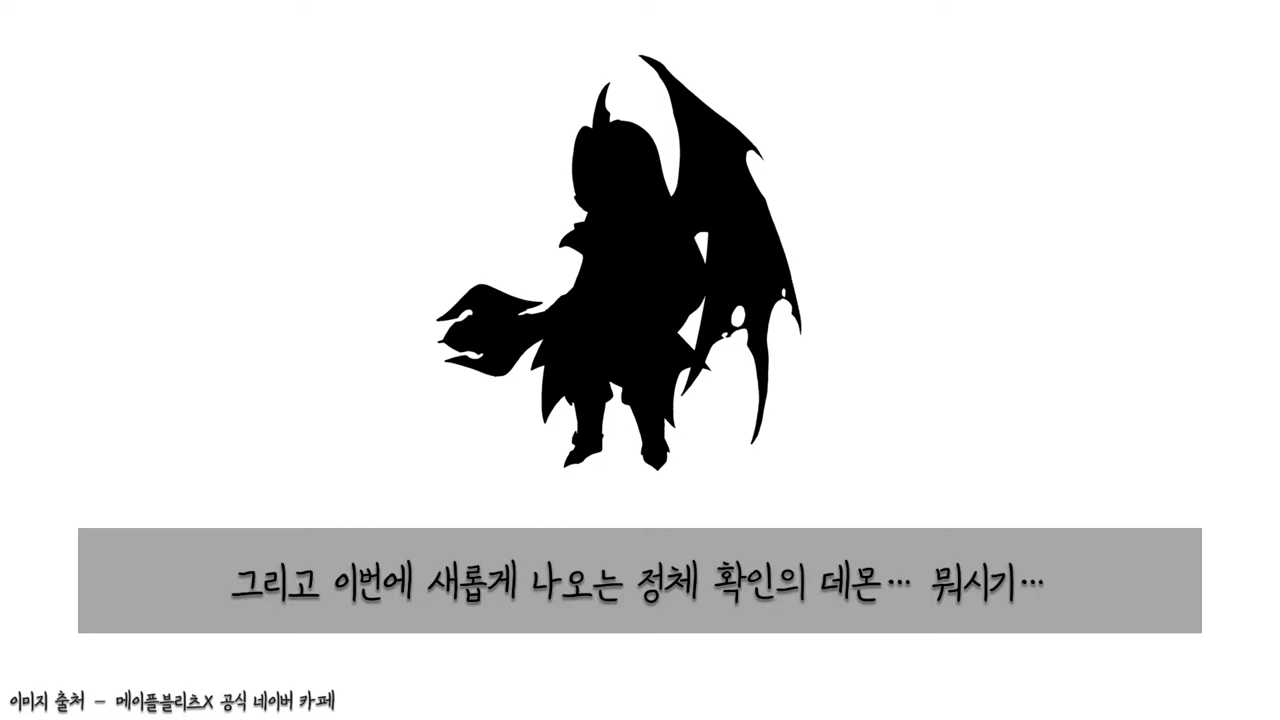 그리고 이번에 새롭게 나오는 정체 확인의 데몬... 뭐시기...
이미지 출처 - 메이플블리츠X 공식 네이버 카페